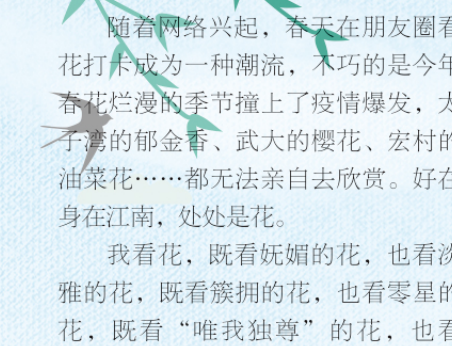 随着网络兴起，春天在朋友圈看
花打卡成为一种潮流，不巧的是今年
春花烂漫的季节撞上了疫情爆发，太
子湾的郁金香、武大的樱花、宏村的
油菜花……都无法亲自去欣赏。好在
身在江南，处处是花。
我看花，既看妩媚的花，也看淡
雅的花，既看簇拥的花，也看零星的
花，既看“唯我独尊”的花，也看